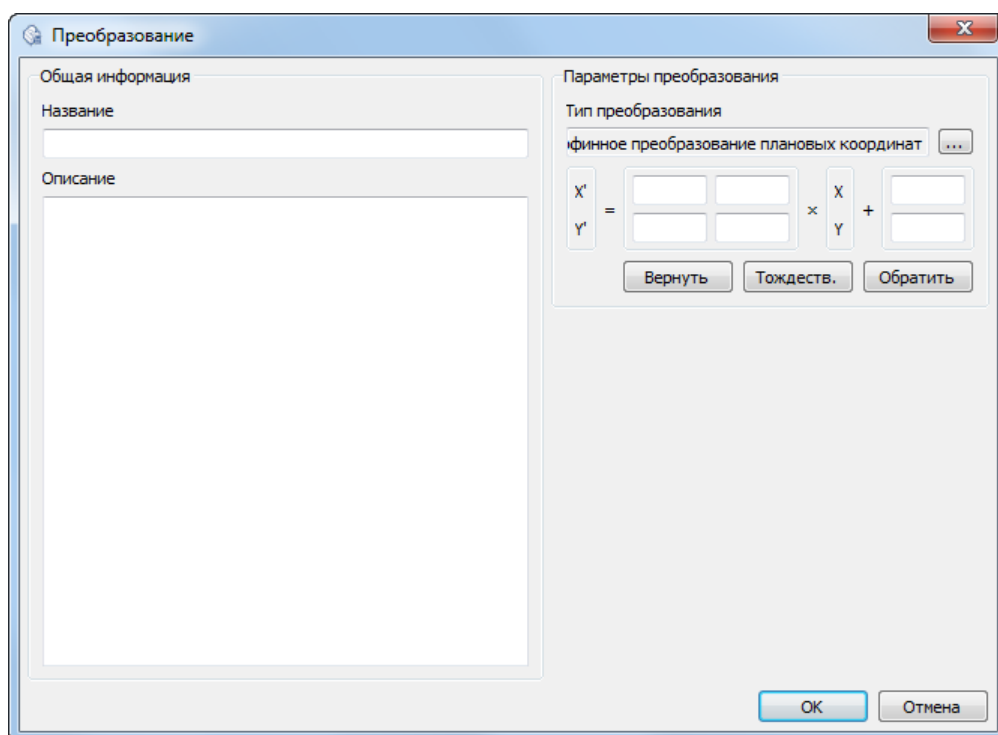 Преобразование
Общая информация
Название
Описание
Параметры преобразования
Тип преобразования
финное преобразование плановых координат ...
X' = × X +
Y' Y
Вернуть Тождеств. Обратить
OK Отмена